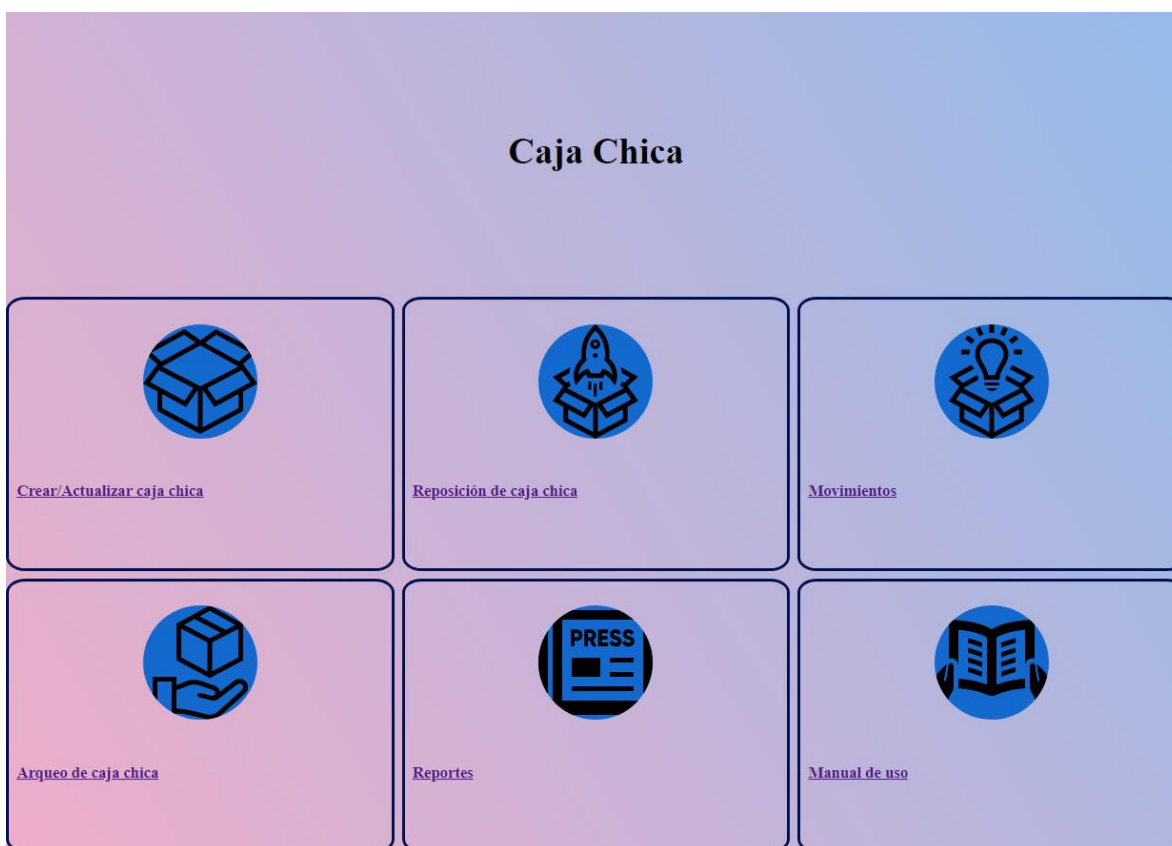 Caja Chica
Crear/Actualizar caja chica
Reposición de caja chica
Movimientos
PRESS
Arqueo de caja chica
Reportes
Manual de uso